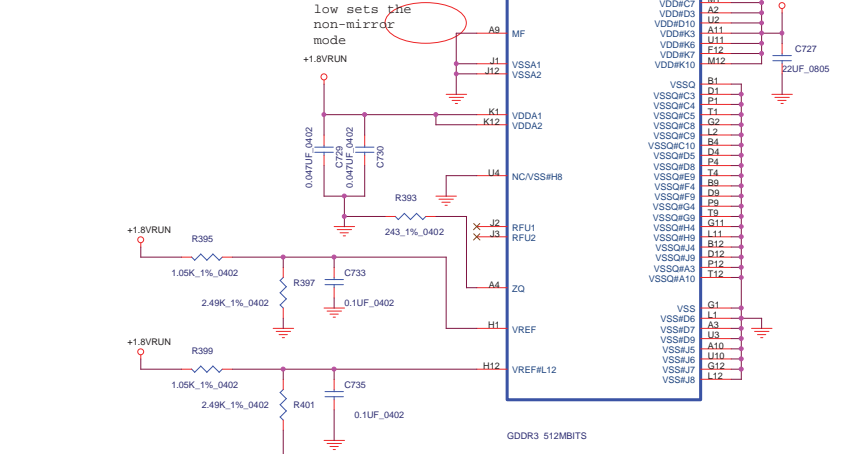 low sets the
non-mirror
mode
+1.8VRUN
A9 MF
J1 VSSA1
J12 VSSA2
K1 VDDA1
K12 VDDA2
0.047UF_0402
C729
0.047UF_0402
C730
U4 NC/VSS#H8
R393
243_1%_0402
J2 RFU1
J3 RFU2
+1.8VRUN
R395
1.05K_1%_0402
R397
2.49K_1%_0402
C733
0.1UF_0402
A4 ZQ
H1 VREF
+1.8VRUN
R399
1.05K_1%_0402
H12 VREF#L12
2.49K_1%_0402
R401
C735
0.1UF_0402
VDD#C7
VDD#D3 A2
VDD#D10 U2
VDD#K3 A11
VDD#K6 U11
VDD#K7 F12
VDD#K10 M12
C727
22UF_0805
VSSQ B1
VSSQ#C3 D1
VSSQ#C4 P1
VSSQ#C5 T1
VSSQ#C8 G2
VSSQ#C9 L2
VSSQ#C10 B4
VSSQ#D5 D4
VSSQ#D8 P4
VSSQ#E9 T4
VSSQ#F4 B9
VSSQ#F9 D9
VSSQ#G4 P9
VSSQ#G9 T9
VSSQ#H4 G11
VSSQ#H9 L11
VSSQ#J4 B12
VSSQ#J9 D12
VSSQ#A3 P12
VSSQ#A10 T12
VSS G1
VSS#D6 L1
VSS#D7 A3
VSS#D9 U3
VSS#J5 A10
VSS#J6 U10
VSS#J7 G12
VSS#J8 L12
GDDR3 512MBITS